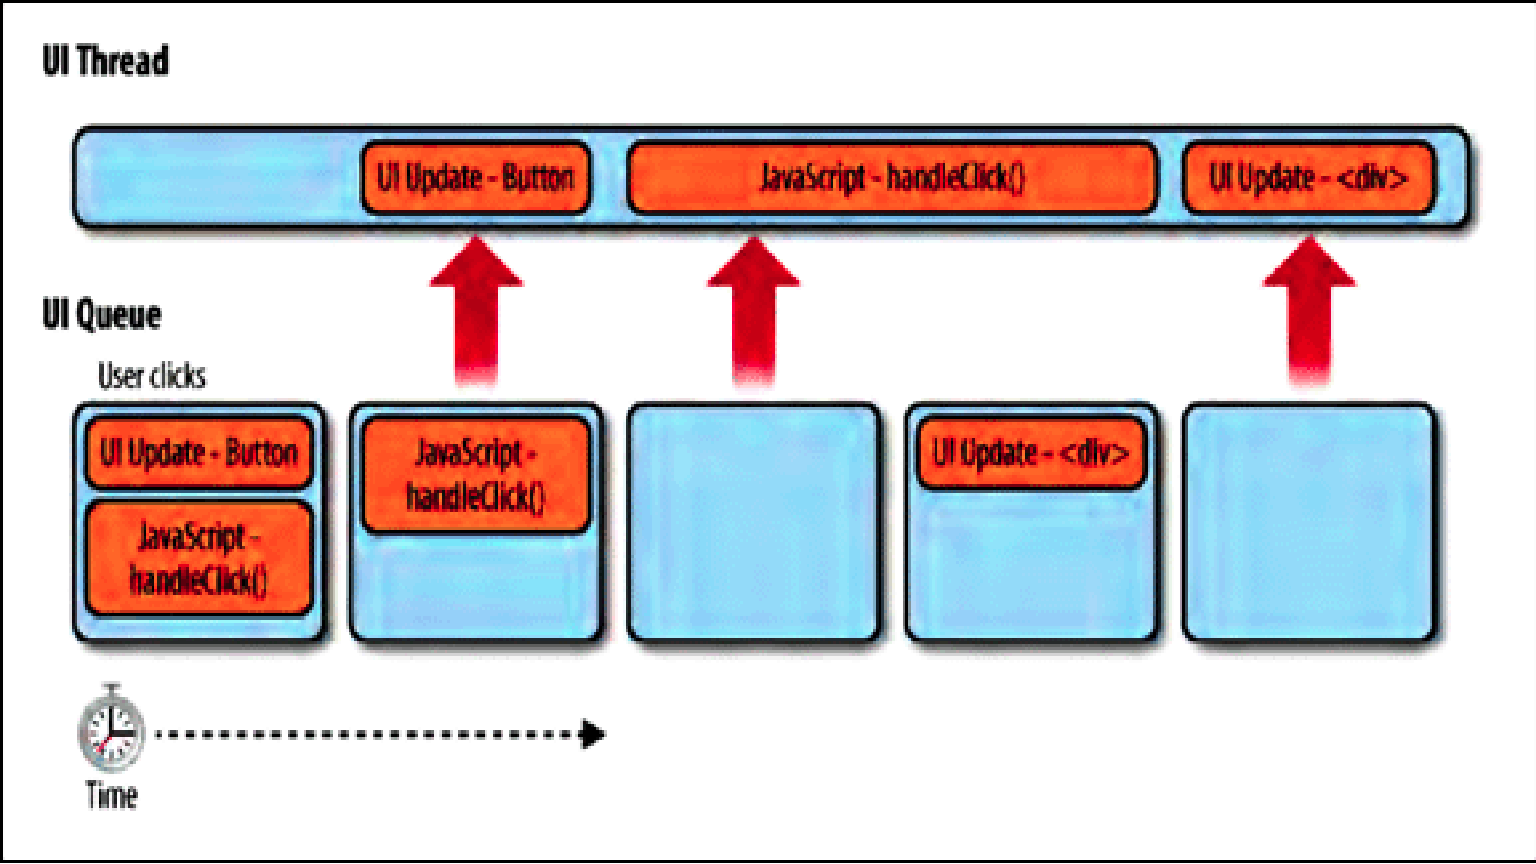 UI Thread
UI Update - Button
JavaScript - handleClick()
UI Update - <div>
UI Queue
User clicks
UI Update - Button
JavaScript -
handleClick()
JavaScript -
handleClick()
UI Update - <div>
Time